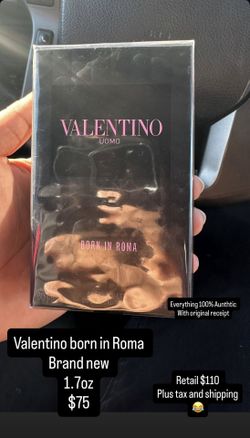 VALENTINO
UOMO
BORN IN ROMA
Everything 100% Aunthtic
With original receipt
Valentino born in Roma
Brand new
1.7oz
$75
Retail $110
Plus tax and shipping
😂